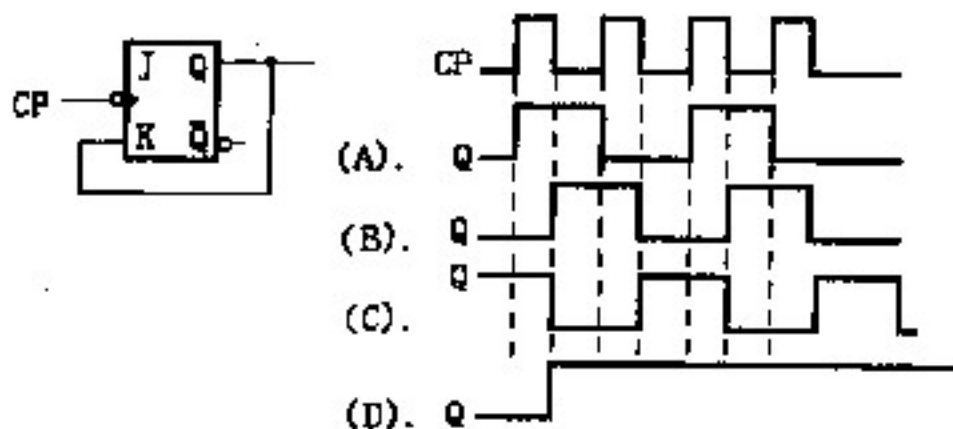 J Q
CP
K Q̅
CP
(A). Q
(B). Q
Q
(C).
(D). Q